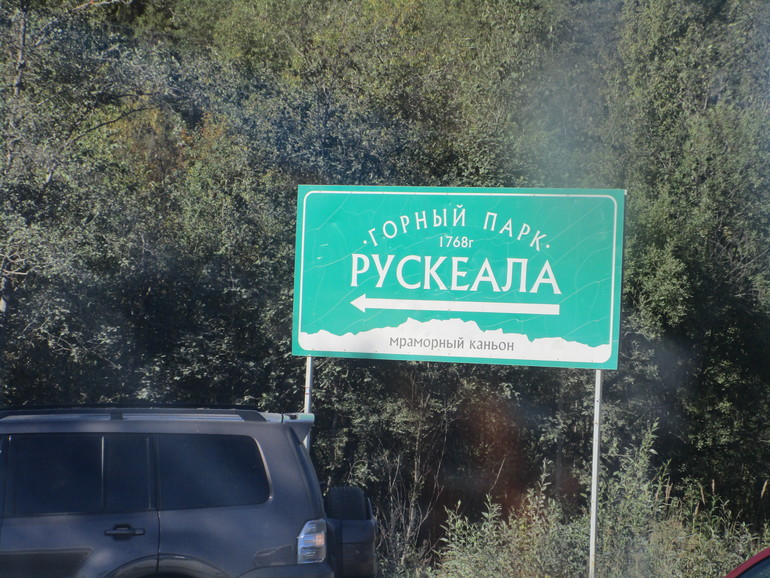 ·ГОРНЫЙ ПАРК·
1768г
РУСКЕАЛА
мраморный каньон